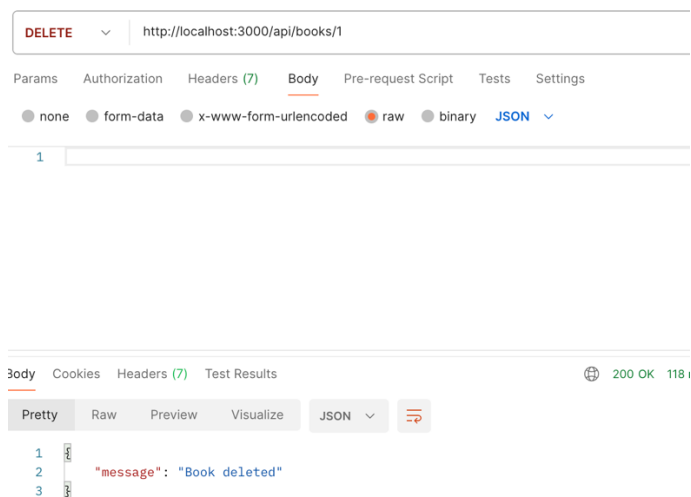 DELETE http://localhost:3000/api/books/1
Params Authorization Headers (7) Body Pre-request Script Tests Settings
none form-data x-www-form-urlencoded raw binary JSON
1
Body Cookies Headers (7) Test Results 200 OK 118
Pretty Raw Preview Visualize JSON
1 {
2 "message": "Book deleted"
3 }